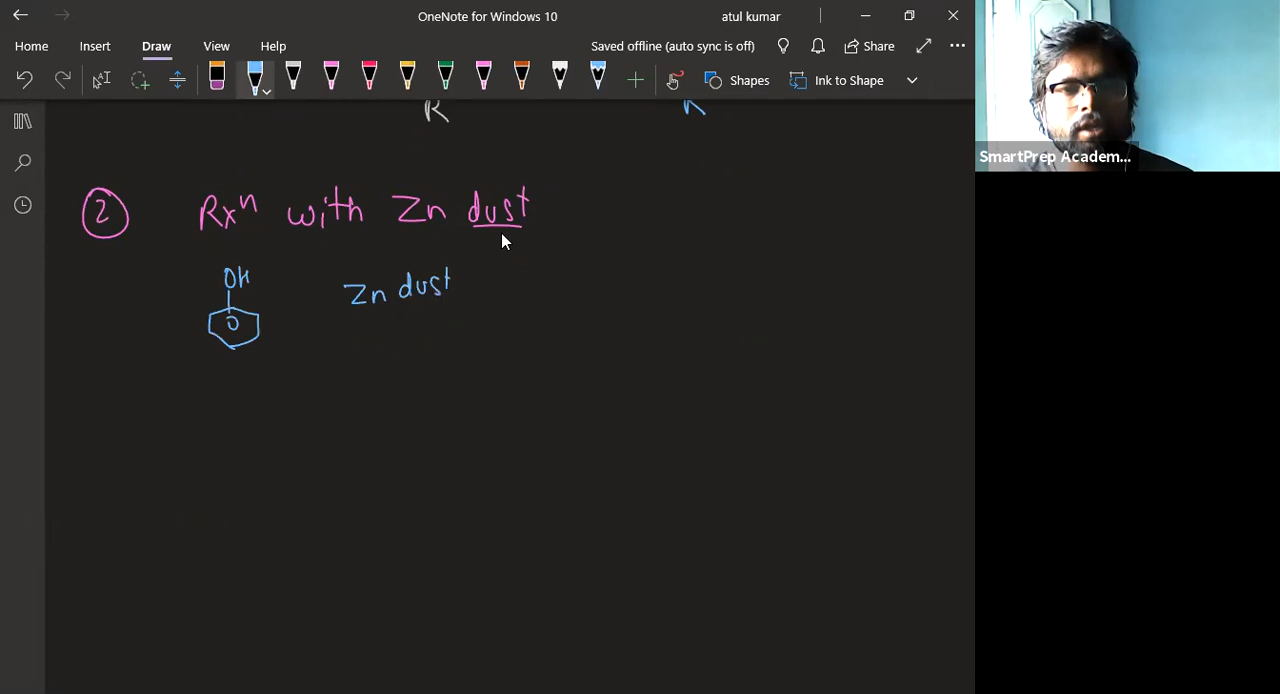 OneNote for Windows 10
atul kumar
Home Insert Draw View Help
Saved offline (auto sync is off)
Share
Shapes
Ink to Shape
SmartPrep Academ...
R
② Rxⁿ with Zn dust
OH
Zn dust